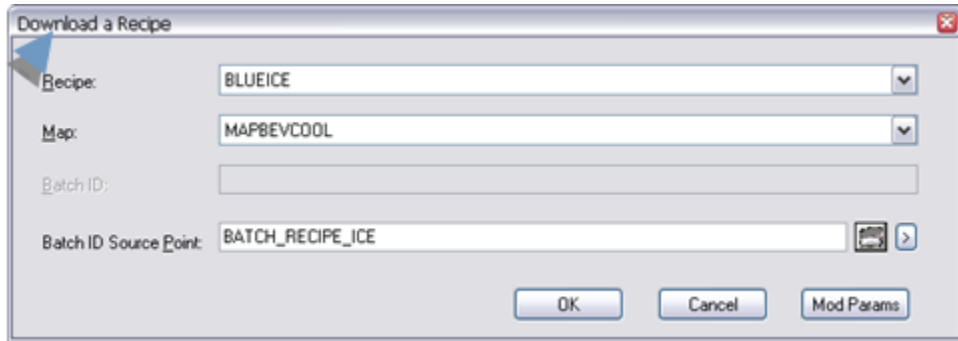 Download a Recipe
Recipe: BLUEICE
Map: MAPBEVCOOL
Batch ID:
Batch ID Source Point: BATCH_RECIPE_ICE
OK Cancel Mod Params